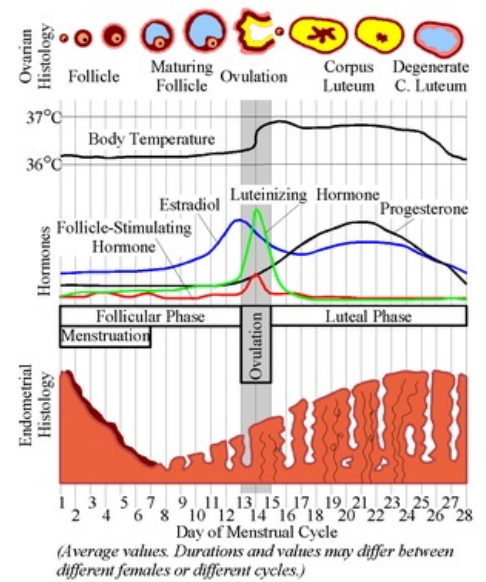 Ovarian
Histology
Follicle
Maturing
Follicle
Ovulation
Corpus
Luteum
Degenerate
C. Luteum
37°C
Body Temperature
36°C
Hormones
Luteinizing Hormone
Estradiol
Progesterone
Follicle-Stimulating
Hormone
Follicular Phase
Ovulation
Luteal Phase
Menstruation
Endometrial
Histology
1 3 5 7 9 11 13 15 17 19 21 23 25 27
2 4 6 8 10 12 14 16 18 20 22 24 26 28
Day of Menstrual Cycle
(Average values. Durations and values may differ between
different females or different cycles.)